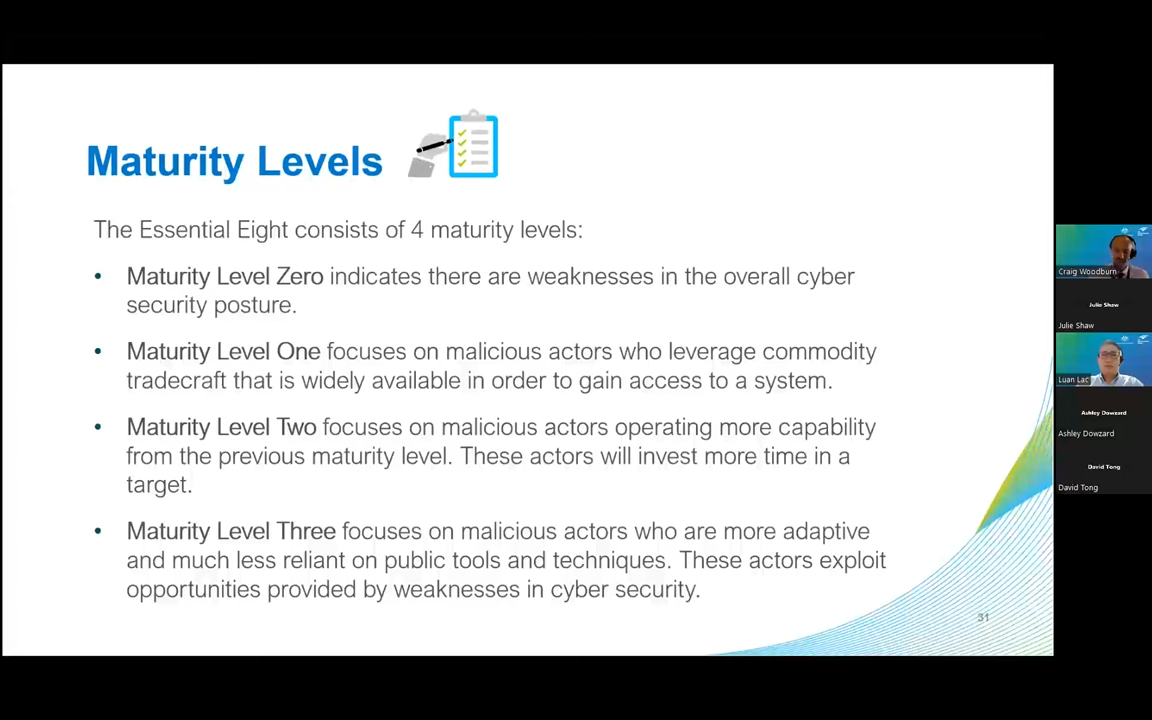 Maturity Levels
The Essential Eight consists of 4 maturity levels:
• Maturity Level Zero indicates there are weaknesses in the overall cyber
security posture.
• Maturity Level One focuses on malicious actors who leverage commodity
tradecraft that is widely available in order to gain access to a system.
• Maturity Level Two focuses on malicious actors operating more capability
from the previous maturity level. These actors will invest more time in a
target.
• Maturity Level Three focuses on malicious actors who are more adaptive
and much less reliant on public tools and techniques. These actors exploit
opportunities provided by weaknesses in cyber security.
31
Craig Woodburn
Julie Shaw
Julie Shaw
Luan Lac
Ashley Dowzard
Ashley Dowzard
David Tong
David Tong